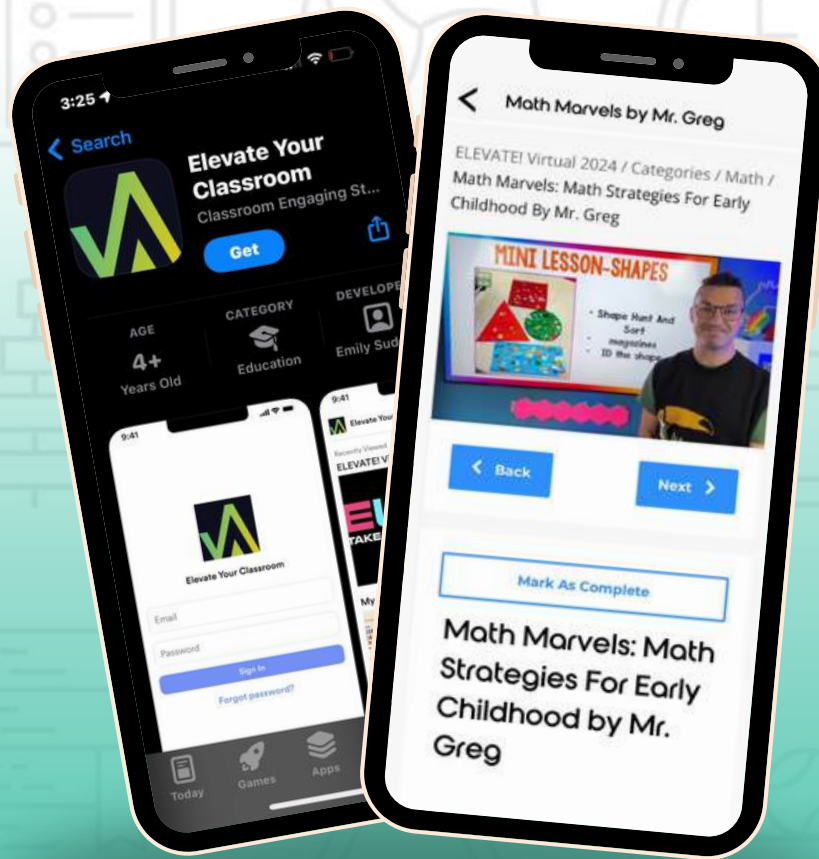 3:25
Search
Elevate Your
Classroom
Classroom Engaging St...
Get
AGE
4+
Years Old
CATEGORY
Education
DEVELOPE
Emily Sud
9:41
Elevate Your Classroom
Email
Password
Sign In
Forgot password?
9:41
Elevate You
Recently Viewed
ELEVATE! V
TAKE
My
Today
Games
Apps
Math Marvels by Mr. Greg
ELEVATE! Virtual 2024 / Categories / Math /
Math Marvels: Math Strategies For Early
Childhood By Mr. Greg
MINI LESSON-SHAPES
• Shape Hunt And
Sort
• magazines
• ID the shape
Back
Next
Mark As Complete
Math Marvels: Math
Strategies For Early
Childhood by Mr.
Greg